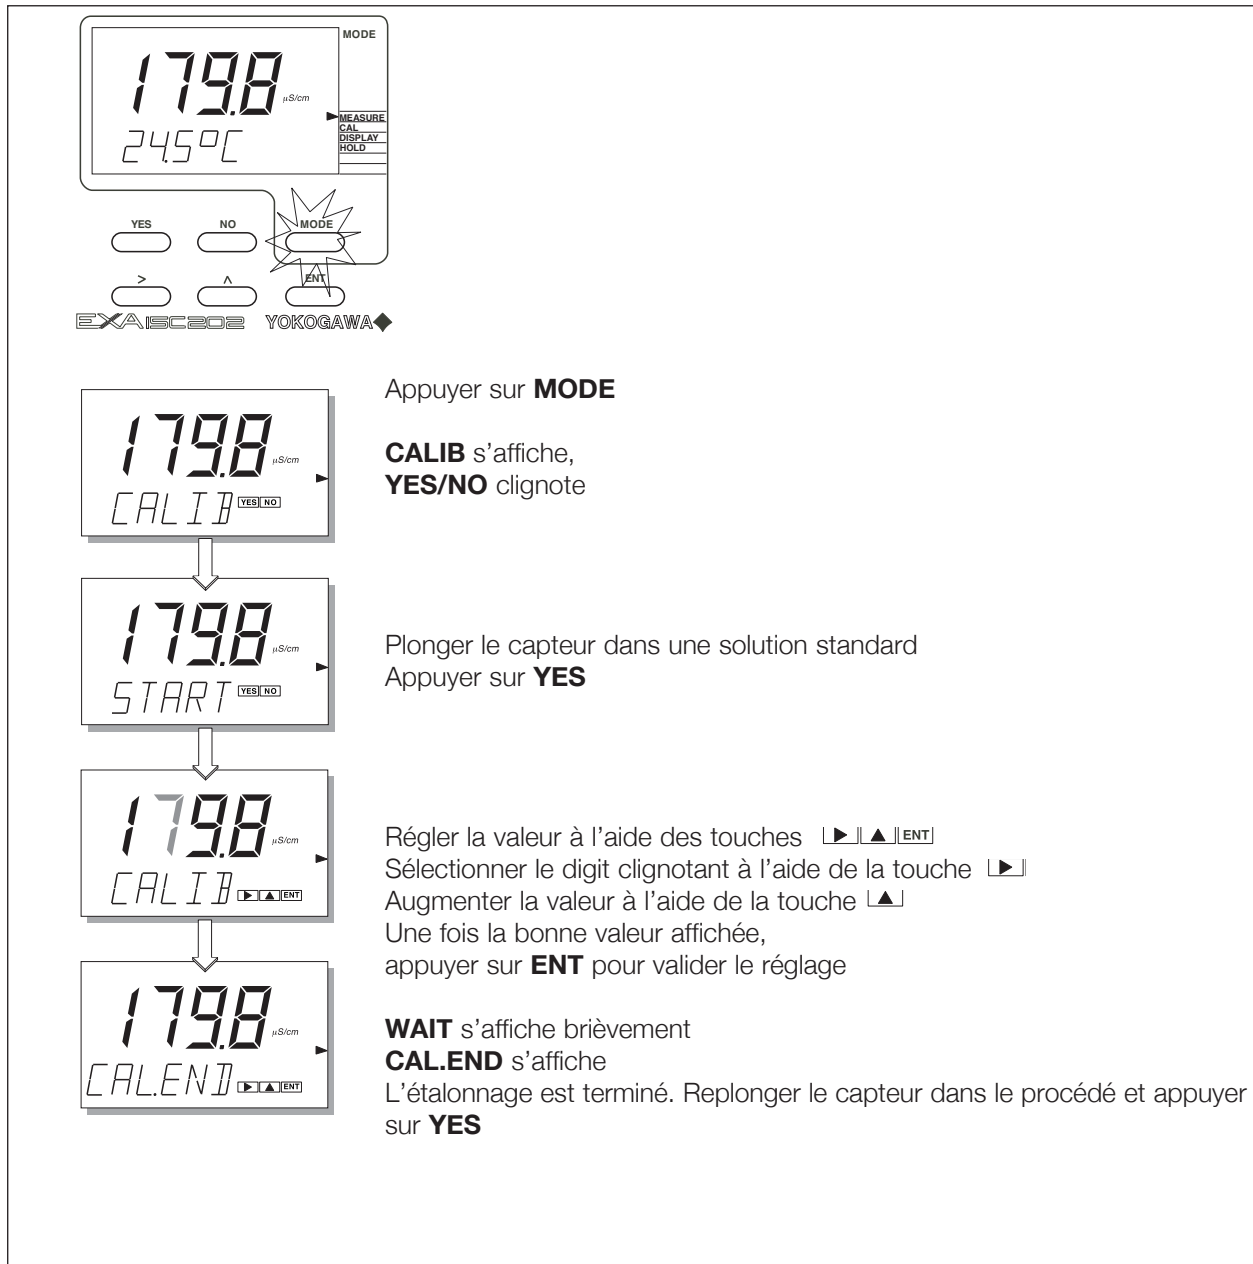 MODE
179.8 µS/cm
24.5°C
MEASURE
CAL
DISPLAY
HOLD
YES NO MODE
> ^ ENT
EXA ISC202 YOKOGAWA
Appuyer sur MODE
179.8 µS/cm
CALIB YES NO
CALIB s’affiche,
YES/NO clignote
179.8 µS/cm
START YES NO
Plonger le capteur dans une solution standard
Appuyer sur YES
179.8 µS/cm
CALIB ▶ ▲ ENT
Régler la valeur à l’aide des touches ▶ ▲ ENT
Sélectionner le digit clignotant à l’aide de la touche ▶
Augmenter la valeur à l’aide de la touche ▲
Une fois la bonne valeur affichée,
appuyer sur ENT pour valider le réglage
179.8 µS/cm
CAL.END ▶ ▲ ENT
WAIT s’affiche brièvement
CAL.END s’affiche
L’étalonnage est terminé. Replonger le capteur dans le procédé et appuyer
sur YES